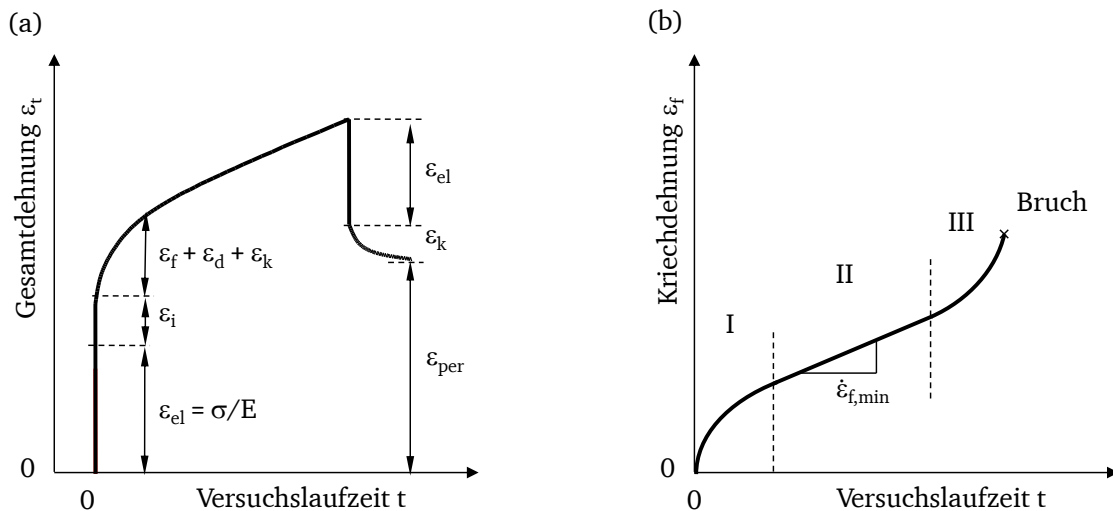 (a)
Gesamtdehnung εt
εel
εk
εf + εd + εk
εi
εper
εel = σ/E
0
0
Versuchslaufzeit t
(b)
Kriechdehnung εf
III
Bruch
II
I
ε̇f,min
0
0
Versuchslaufzeit t